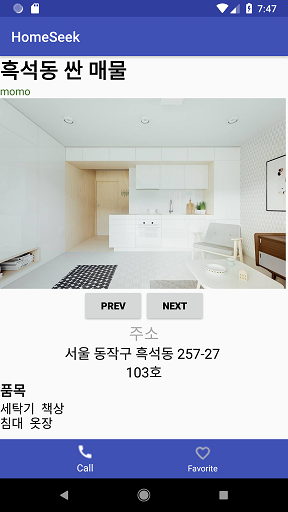 7:47
HomeSeek
흑석동 싼 매물
momo
PREV NEXT
주소
서울 동작구 흑석동 257-27
103호
품목
세탁기 책상
침대 옷장
Call Favorite